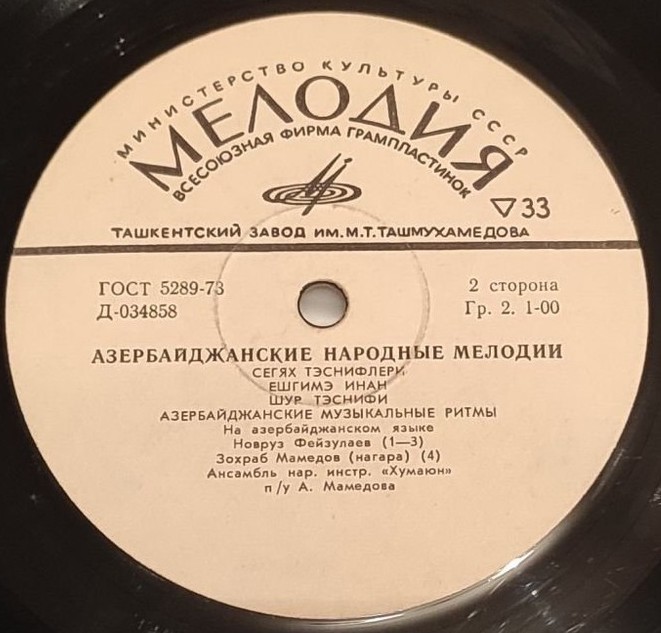 МИНИСТЕРСТВО КУЛЬТУРЫ СССР
МЕЛОДИЯ
ВСЕСОЮЗНАЯ ФИРМА ГРАМПЛАСТИНОК
▽33
ТАШКЕНТСКИЙ ЗАВОД ИМ. М.Т. ТАШМУХАМЕДОВА
ГОСТ 5289-73
Д-034858
2 сторона
Гр. 2. 1-00
АЗЕРБАЙДЖАНСКИЕ НАРОДНЫЕ МЕЛОДИИ
СЕГЯХ ТЭСНИФЛЕРИ
ЕШГИМЭ ИНАН
ШУР ТЭСНИФИ
АЗЕРБАЙДЖАНСКИЕ МУЗЫКАЛЬНЫЕ РИТМЫ
На азербайджанском языке
Новруз Фейзулаев (1—3)
Зохраб Мамедов (нагара) (4)
Ансамбль нар. инстр. «Хумаюн»
п/у А. Мамедова